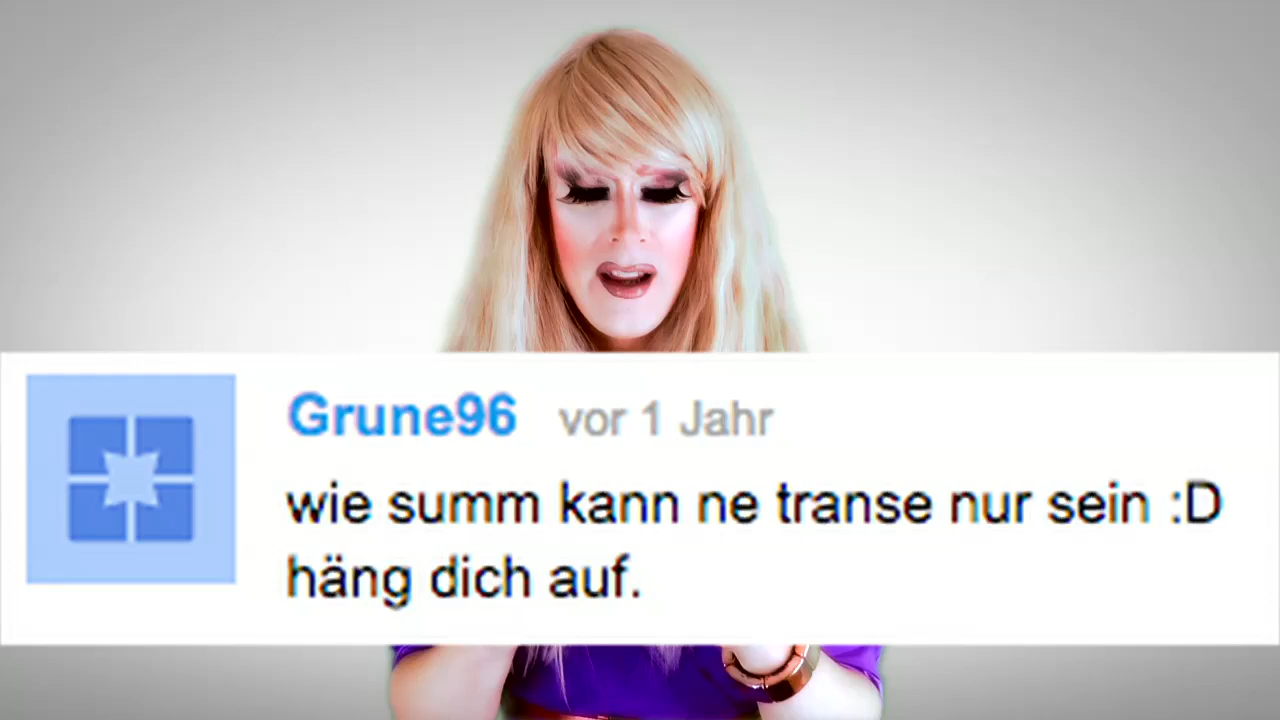 Grune96 vor 1 Jahr
wie summ kann ne transe nur sein :D
häng dich auf.